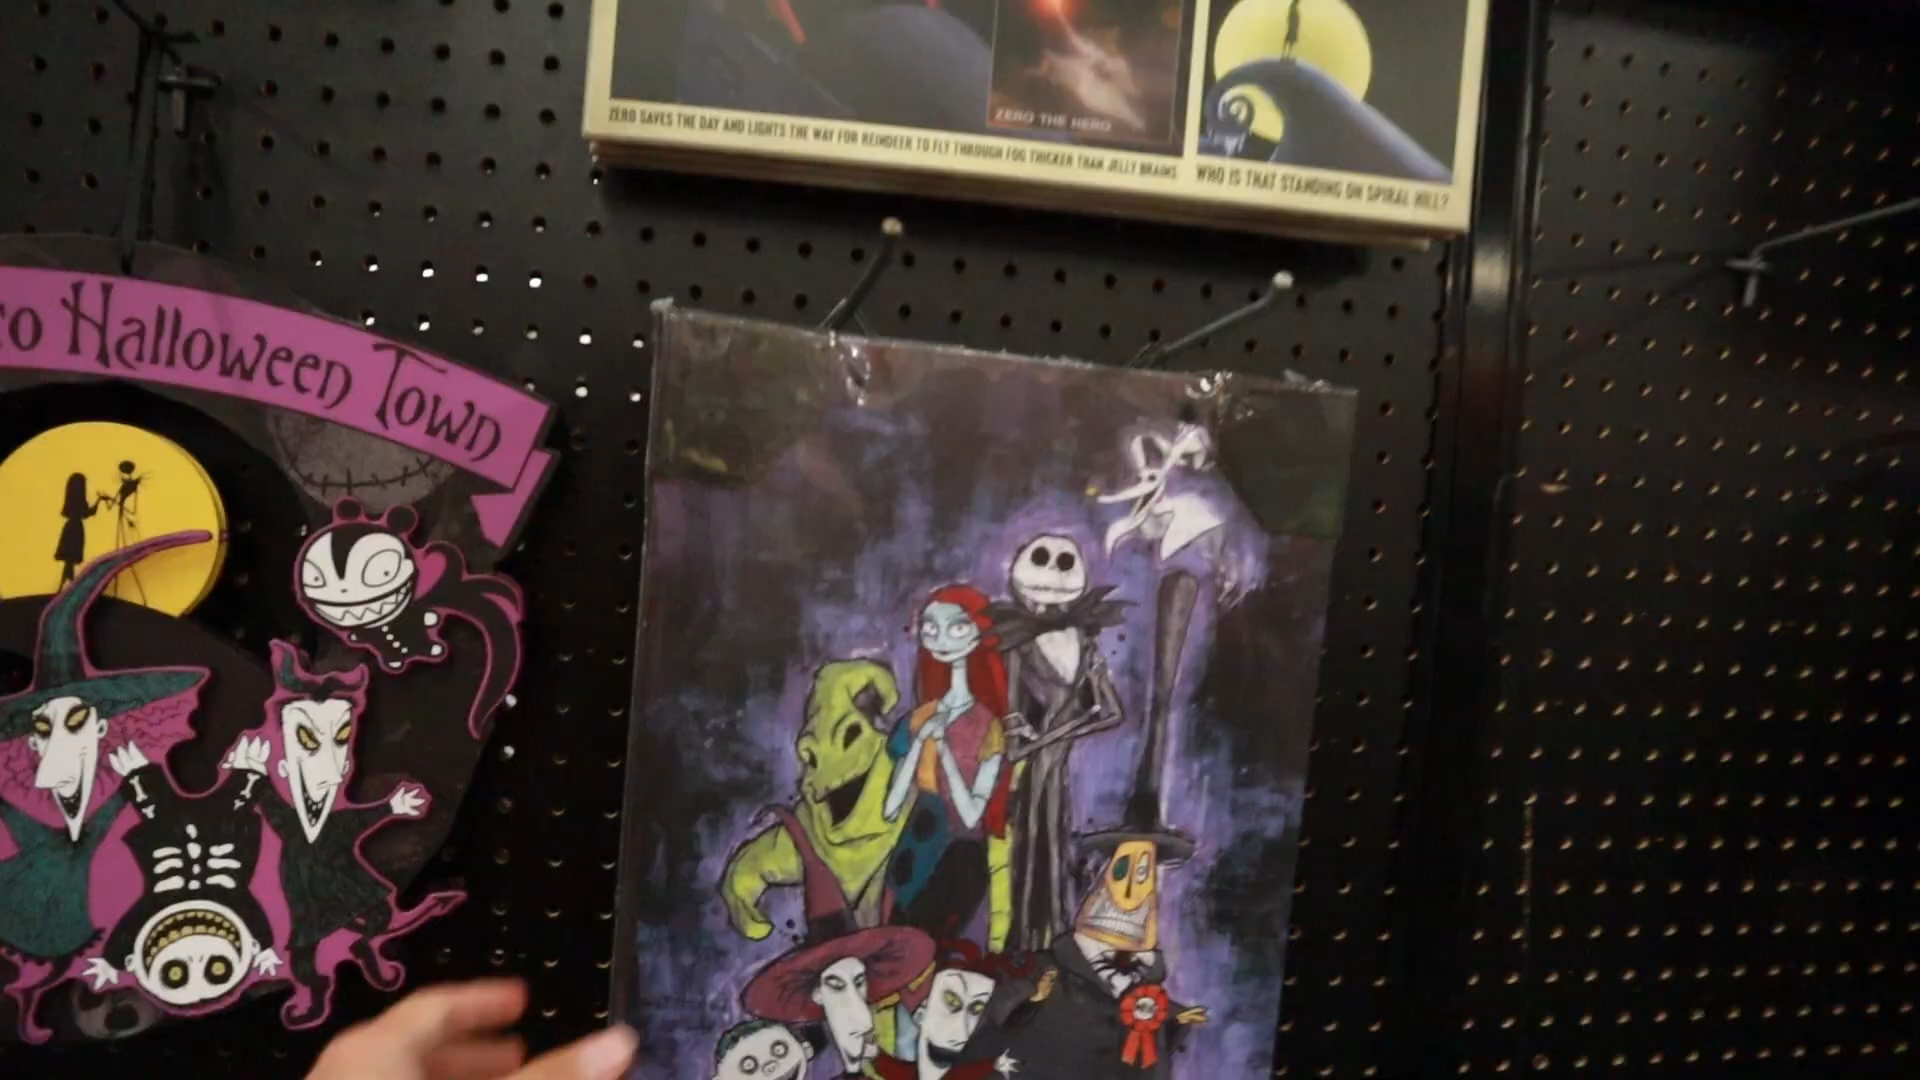 ZERO THE HERO
ZERO SAVES THE DAY AND LIGHTS THE WAY FOR REINDEER TO FLY THROUGH FOG THICKER THAN JELLY BRAINS
WHO IS THAT STANDING ON SPIRAL HILL?
Halloween Town